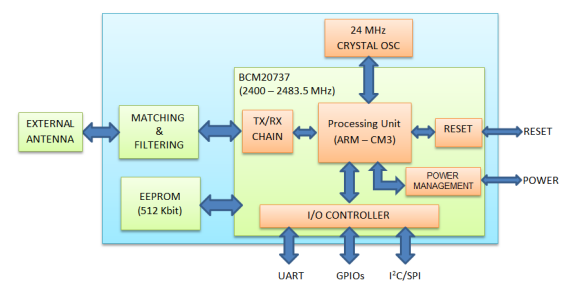 24 MHz
CRYSTAL OSC
BCM20737
(2400 – 2483.5 MHz)
EXTERNAL
ANTENNA
MATCHING
&
FILTERING
TX/RX
CHAIN
Processing Unit
(ARM – CM3)
RESET
RESET
POWER
MANAGEMENT
POWER
EEPROM
(512 Kbit)
I/O CONTROLLER
UART
GPIOs
I²C/SPI